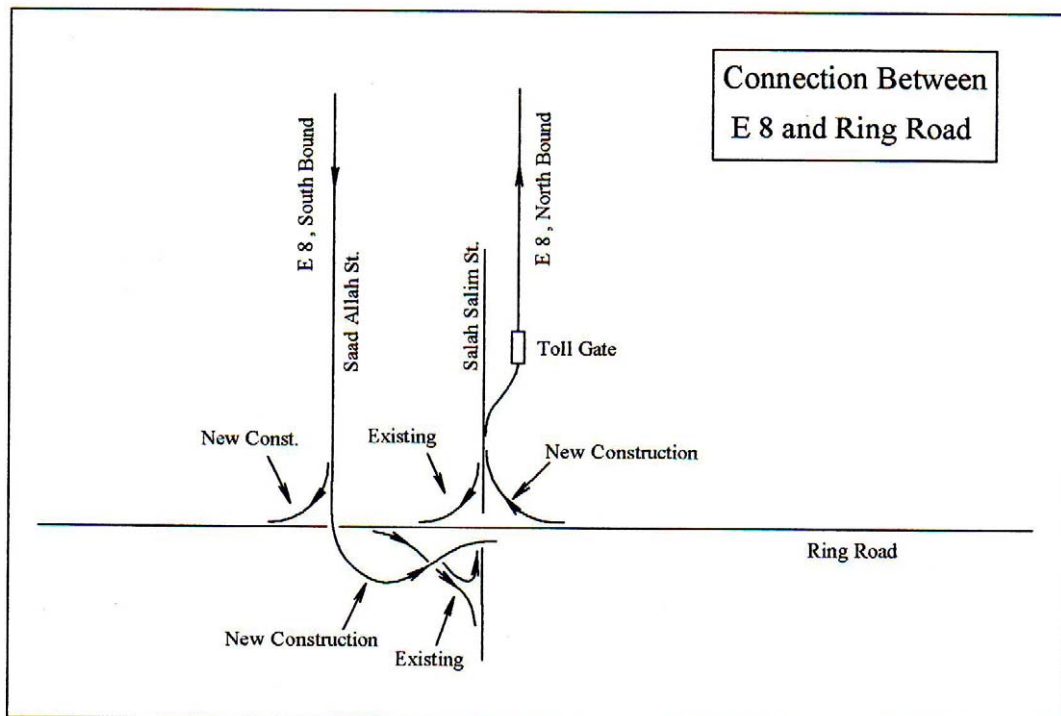 Connection Between
E 8 and Ring Road
E 8 , South Bound
E 8 , North Bound
Saad Allah St.
Salah Salim St.
Toll Gate
New Const.
Existing
New Construction
Ring Road
New Construction
Existing